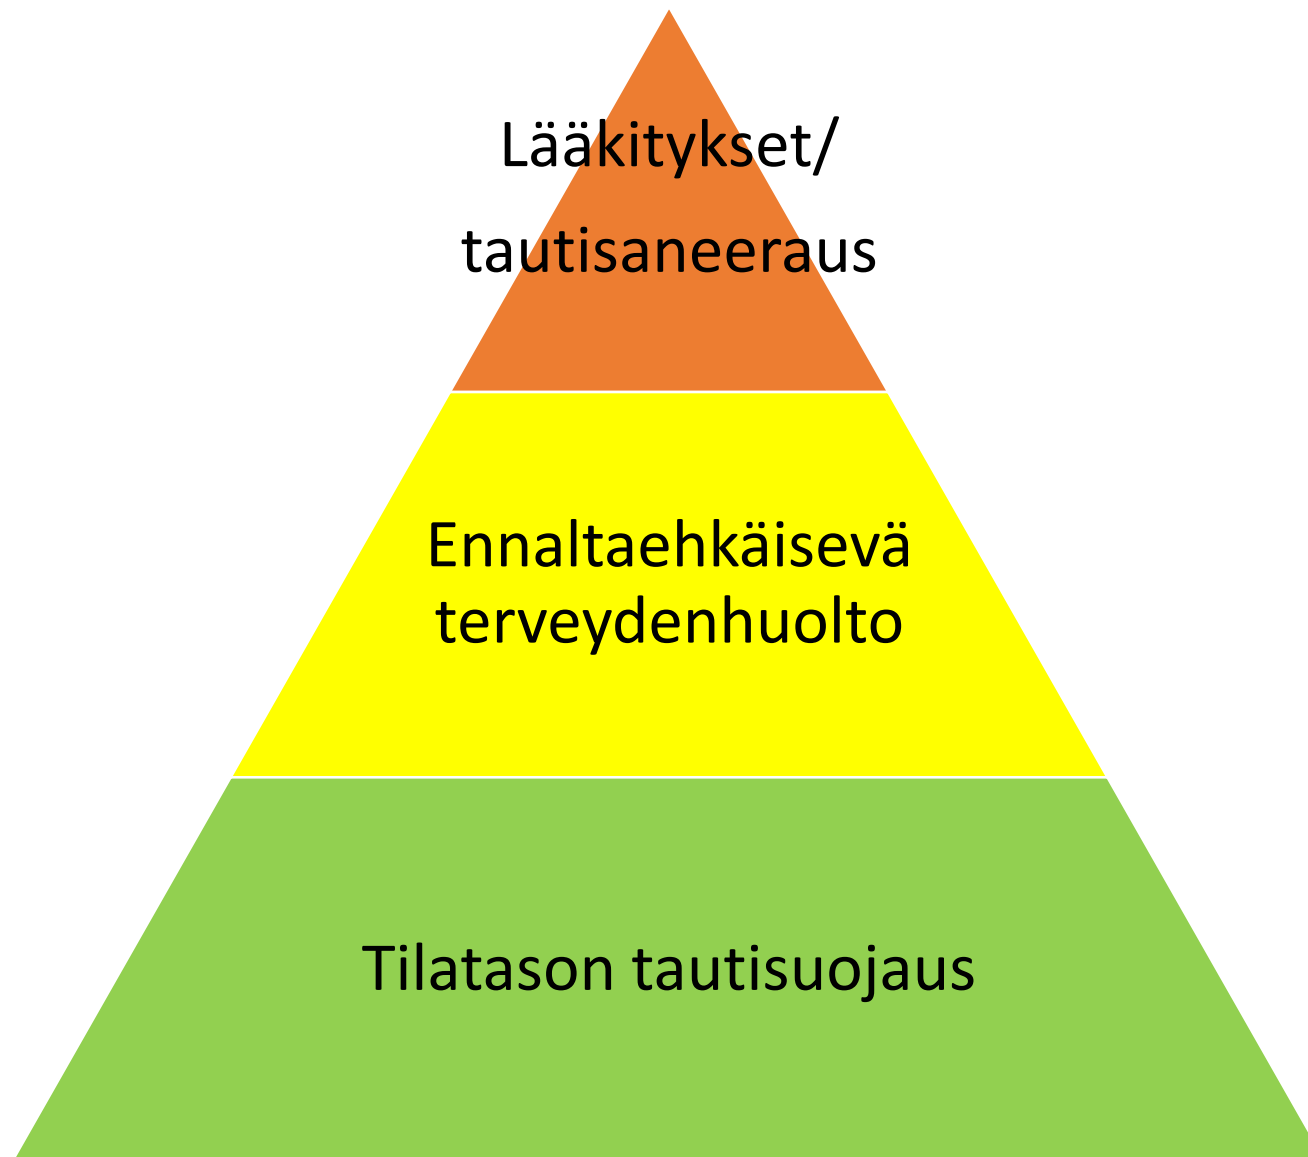 Lääkitykset/
tautisaneeraus
Ennaltaehkäisevä
terveydenhuolto
Tilatason tautisuojaus